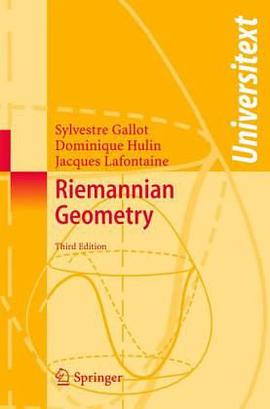 Universitext
Sylvestre Gallot
Dominique Hulin
Jacques Lafontaine
Riemannian
Geometry
Third Edition
Springer